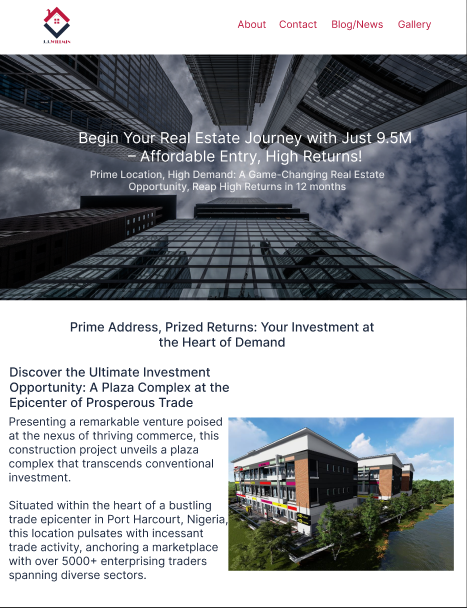 About Contact Blog/News Gallery
Begin Your Real Estate Journey with Just 9.5M
– Affordable Entry, High Returns!
Prime Location, High Demand: A Game-Changing Real Estate
Opportunity, Reap High Returns in 12 months
Prime Address, Prized Returns: Your Investment at
the Heart of Demand
Discover the Ultimate Investment
Opportunity: A Plaza Complex at the
Epicenter of Prosperous Trade
Presenting a remarkable venture poised
at the nexus of thriving commerce, this
construction project unveils a plaza
complex that transcends conventional
investment.
Situated within the heart of a bustling
trade epicenter in Port Harcourt, Nigeria,
this location pulsates with incessant
trade activity, anchoring a marketplace
with over 5000+ enterprising traders
spanning diverse sectors.